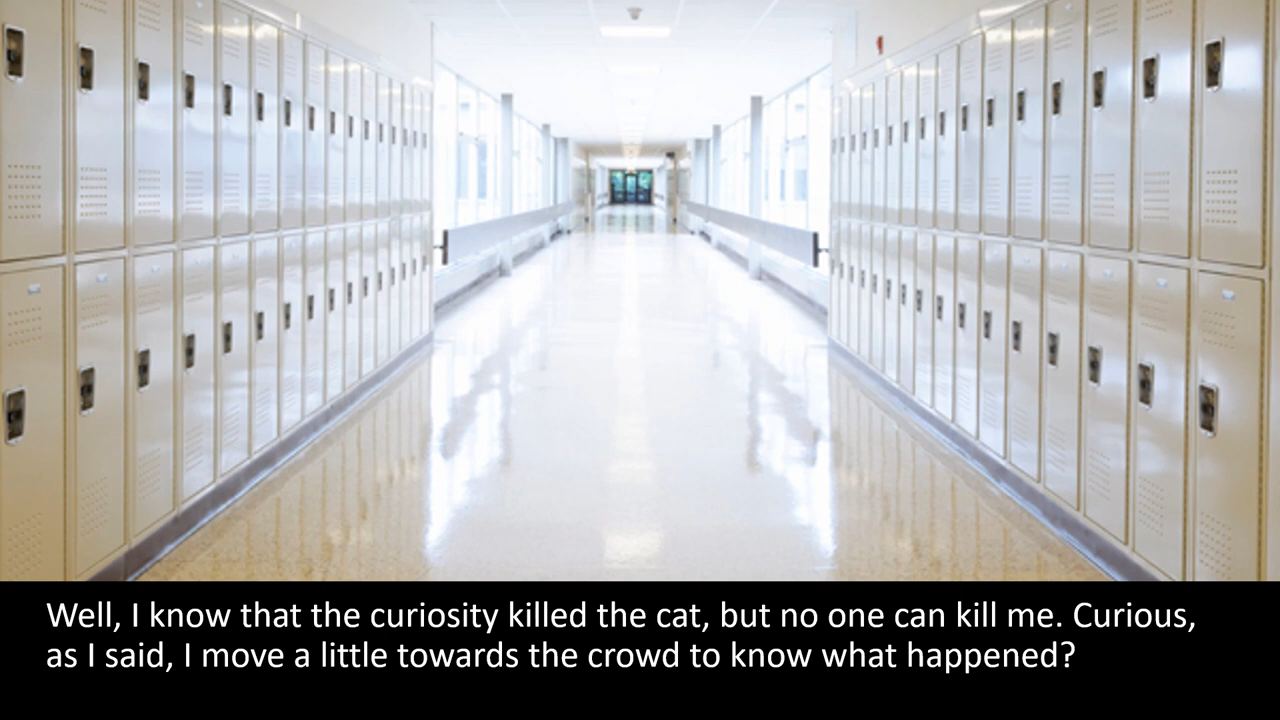 Well, I know that the curiosity killed the cat, but no one can kill me. Curious,
as I said, I move a little towards the crowd to know what happened?